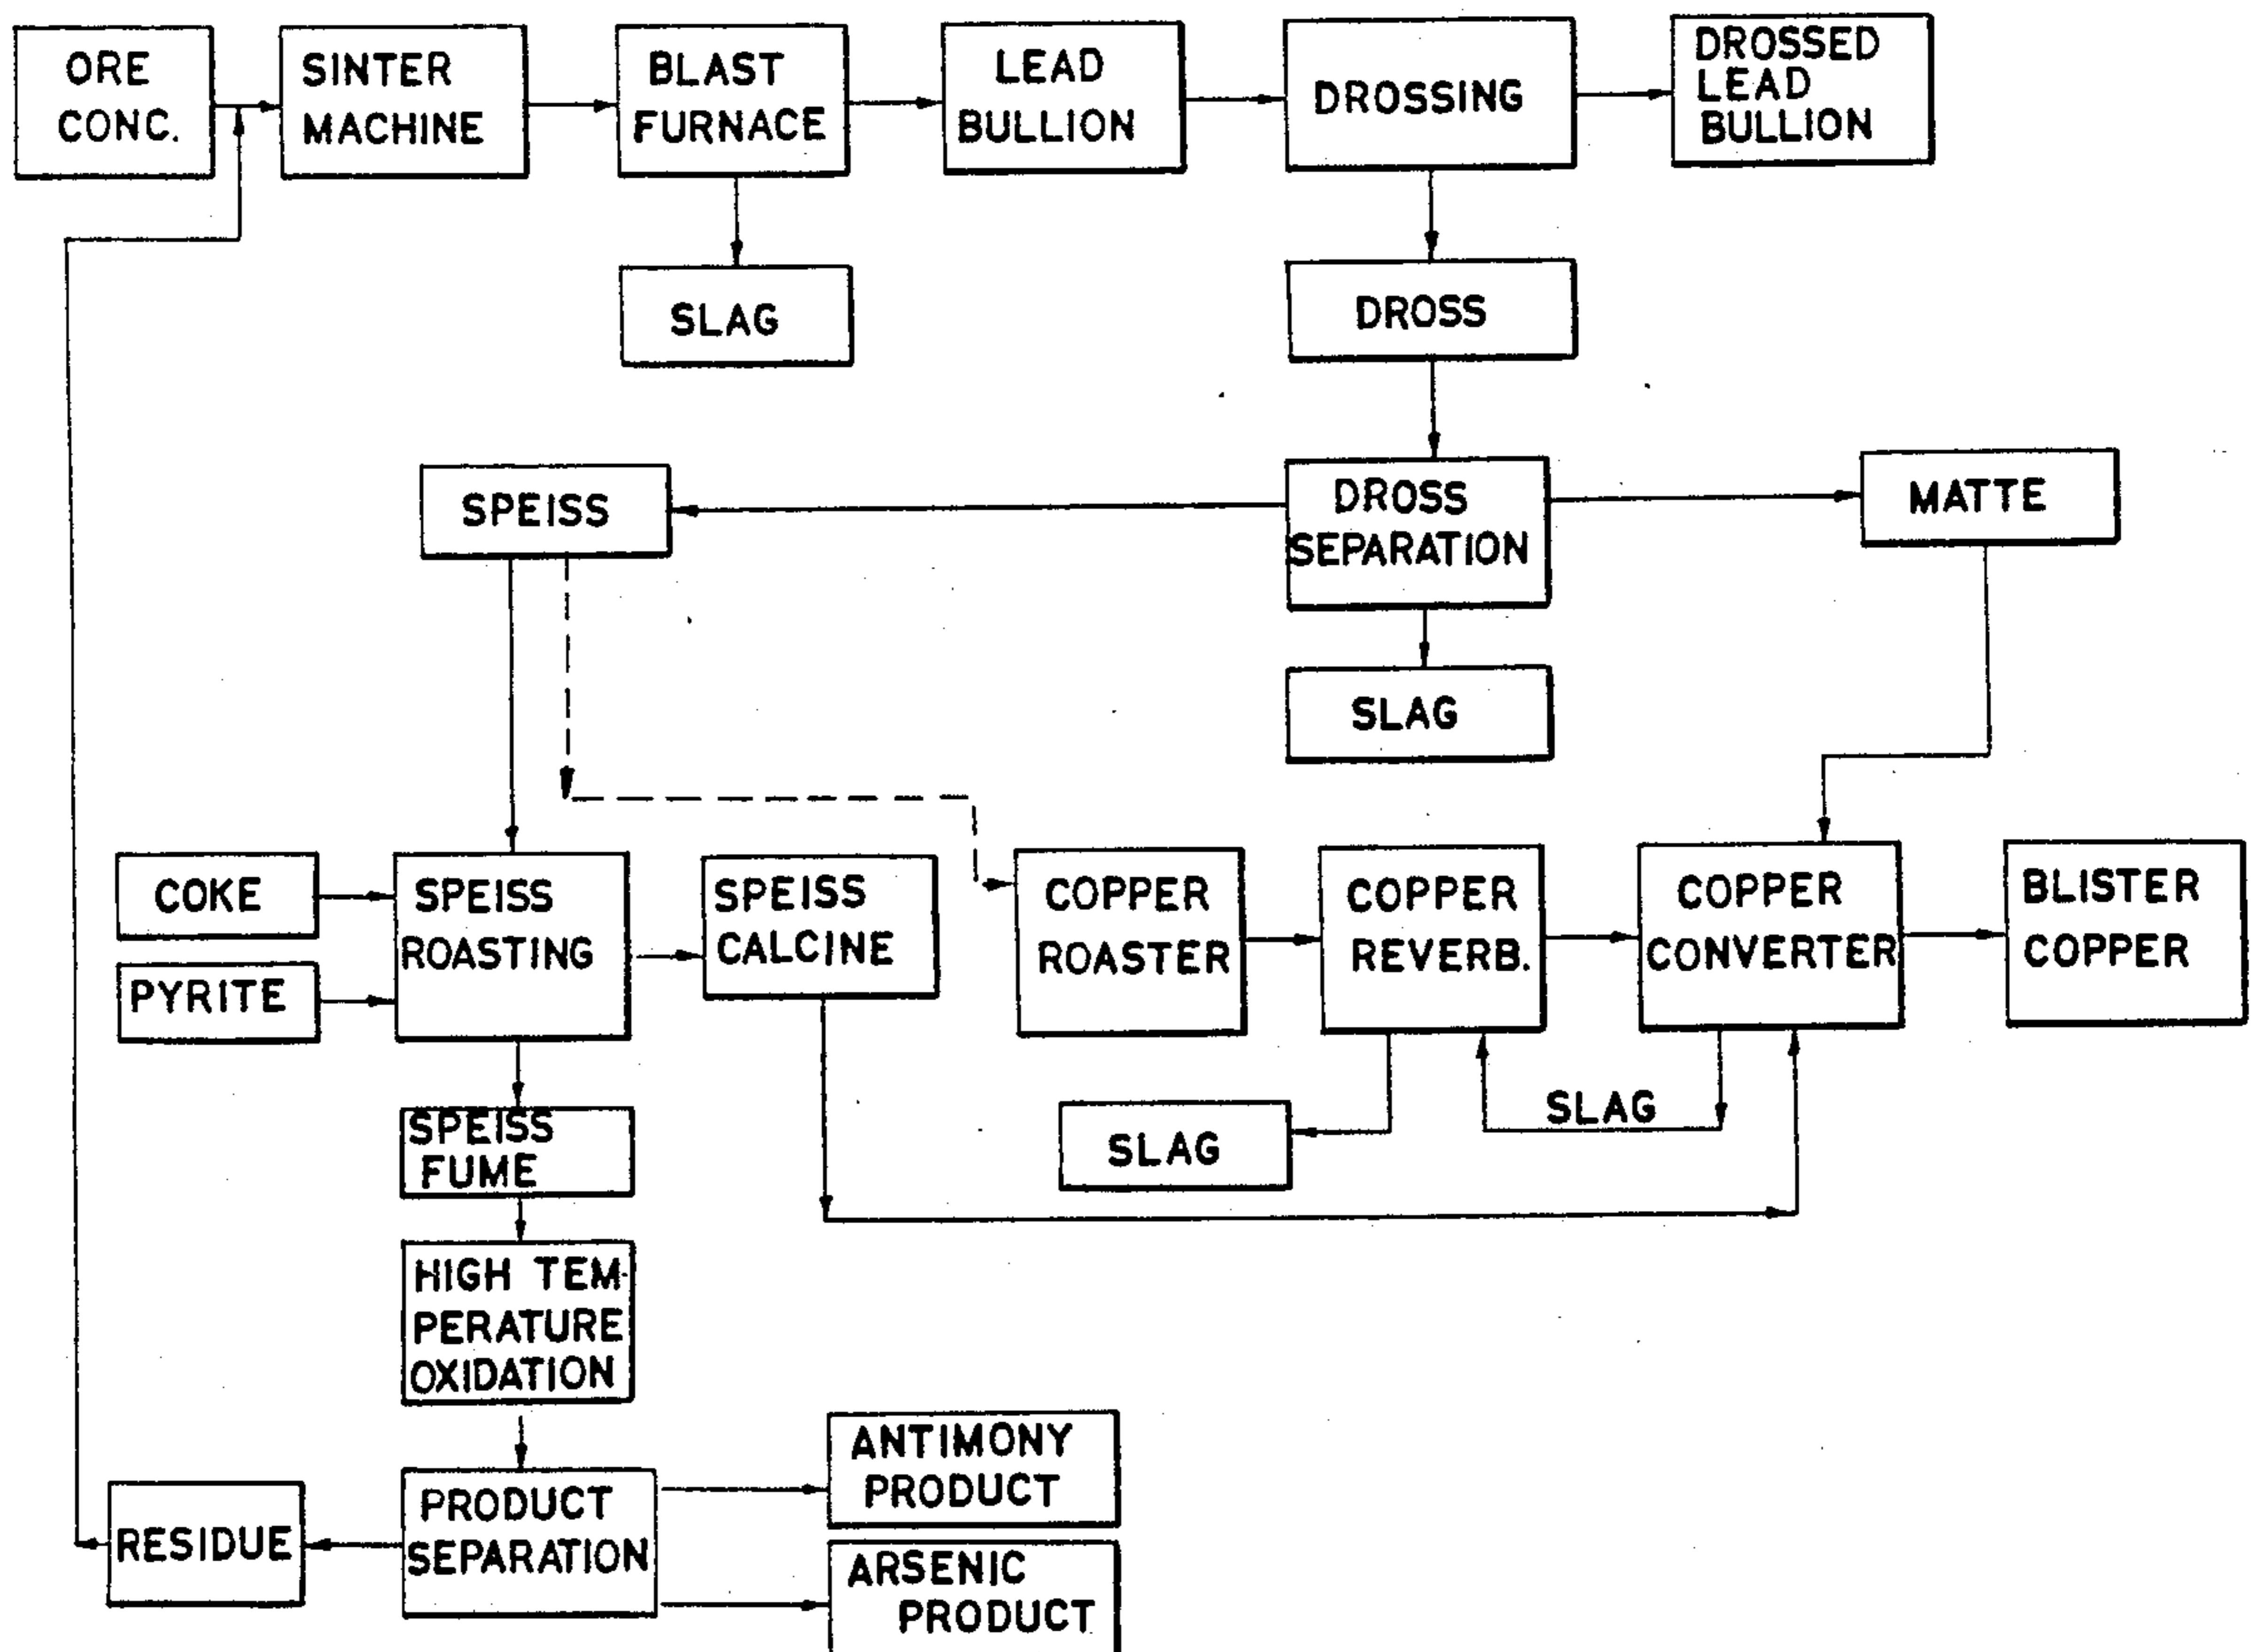 ORE
CONC.
SINTER
MACHINE
BLAST
FURNACE
LEAD
BULLION
DROSSING
DROSSED
LEAD
BULLION
SLAG
DROSS
SPEISS
DROSS
SEPARATION
MATTE
SLAG
COKE
PYRITE
SPEISS
ROASTING
SPEISS
CALCINE
COPPER
ROASTER
COPPER
REVERB.
COPPER
CONVERTER
BLISTER
COPPER
SLAG
SLAG
SPEISS
FUME
HIGH TEM-
PERATURE
OXIDATION
RESIDUE
PRODUCT
SEPARATION
ANTIMONY
PRODUCT
ARSENIC
PRODUCT